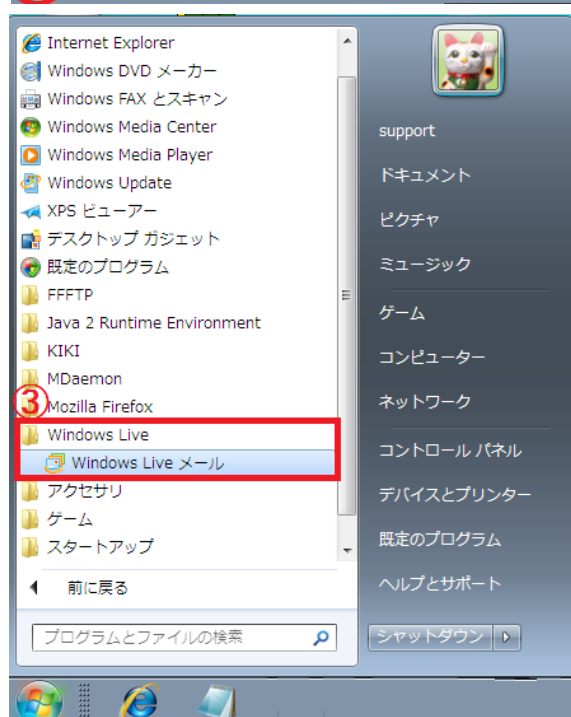 Internet Explorer
Windows DVD メーカー
Windows FAX とスキャン
Windows Media Center
Windows Media Player
Windows Update
XPS ビューアー
デスクトップ ガジェット
既定のプログラム
FFFTP
Java 2 Runtime Environment
KIKI
MDaemon
③
Mozilla Firefox
Windows Live
Windows Live メール
アクセサリ
ゲーム
スタートアップ
前に戻る
プログラムとファイルの検索
support
ドキュメント
ピクチャ
ミュージック
ゲーム
コンピューター
ネットワーク
コントロール パネル
デバイスとプリンター
既定のプログラム
ヘルプとサポート
シャットダウン